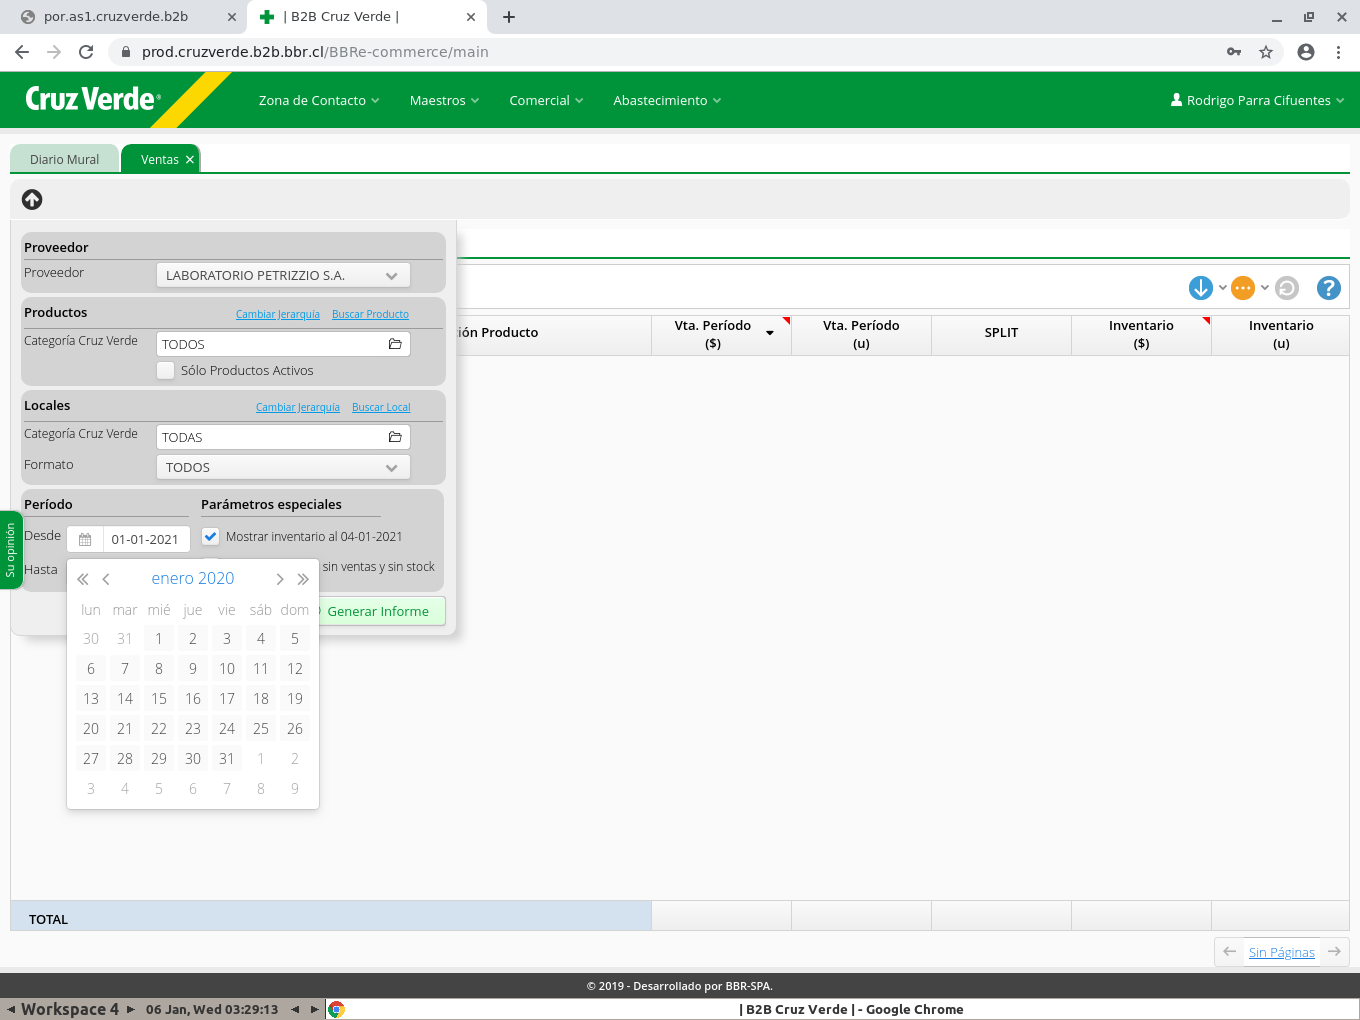 por.as1.cruzverde.b2b
| B2B Cruz Verde |
prod.cruzverde.b2b.bbr.cl/BBRe-commerce/main
Cruz Verde
Zona de Contacto
Maestros
Comercial
Abastecimiento
Rodrigo Parra Cifuentes
Diario Mural
Ventas
Proveedor
Proveedor
LABORATORIO PETRIZZIO S.A.
Productos
Cambiar Jerarquía
Buscar Producto
Categoría Cruz Verde
TODOS
Sólo Productos Activos
Locales
Cambiar Jerarquía
Buscar Local
Categoría Cruz Verde
TODAS
Formato
TODOS
Período
Parámetros especiales
Desde
01-01-2021
Mostrar inventario al 04-01-2021
Hasta
sin ventas y sin stock
Su opinión
Generar Informe
enero 2020
lun mar mié jue vie sáb dom
30 31 1 2 3 4 5
6 7 8 9 10 11 12
13 14 15 16 17 18 19
20 21 22 23 24 25 26
27 28 29 30 31 1 2
3 4 5 6 7 8 9
ión Producto
Vta. Período
($)
Vta. Período
(u)
SPLIT
Inventario
($)
Inventario
(u)
TOTAL
Sin Páginas
© 2019 - Desarrollado por BBR-SPA.
Workspace 4
06 Jan, Wed 03:29:13
| B2B Cruz Verde | - Google Chrome